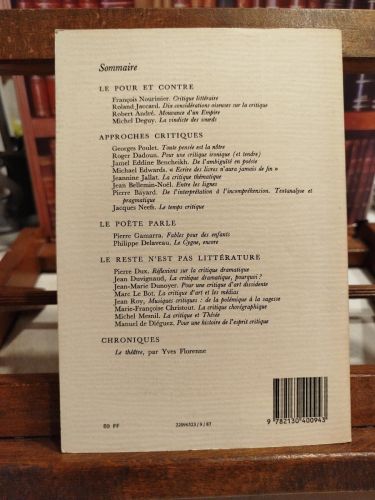 Sommaire
LE POUR ET CONTRE
François Nourissier. Critique littéraire
Roland Jaccard. Dix considérations oiseuses sur la critique
Robert André. Mouvance d'un Empire
Michel Deguy. La vindicte des sourds
APPROCHES CRITIQUES
Georges Poulet. Toute pensée est la nôtre
Roger Dadoun. Pour une critique ironique (et tendre)
Jamel Eddine Bencheikh. De l'ambiguïté en poésie
Michael Edwards. « Ecrire des livres n'aura jamais de fin »
Jeannine Jallat. La critique thématique
Jean Bellemin-Noël. Entre les lignes
Pierre Bayard. De l'interprétation à l'incompréhension. Textanalyse et
pragmatique
Jacques Neefs. Le temps critique
LE POÈTE PARLE
Pierre Gamarra. Fables pour des enfants
Philippe Delaveau. Le Cygne, encore
LE RESTE N'EST PAS LITTÉRATURE
Pierre Dux. Réflexions sur la critique dramatique
Jean Duvignaud. La critique dramatique, pourquoi ?
Jean-Marie Dunoyer. Pour une critique d'art dissidente
Marc Le Bot. La critique d'art et les médias
Jean Roy. Musiques critiques : de la polémique à la sagesse
Marie-Françoise Christout. La critique chorégraphique
Michel Mesnil. La critique et Thésée
Manuel de Diéguez. Pour une histoire de l'esprit critique
CHRONIQUES
Le théâtre, par Yves Florenne
80 FF
22094323/9/87
9 782130 400943